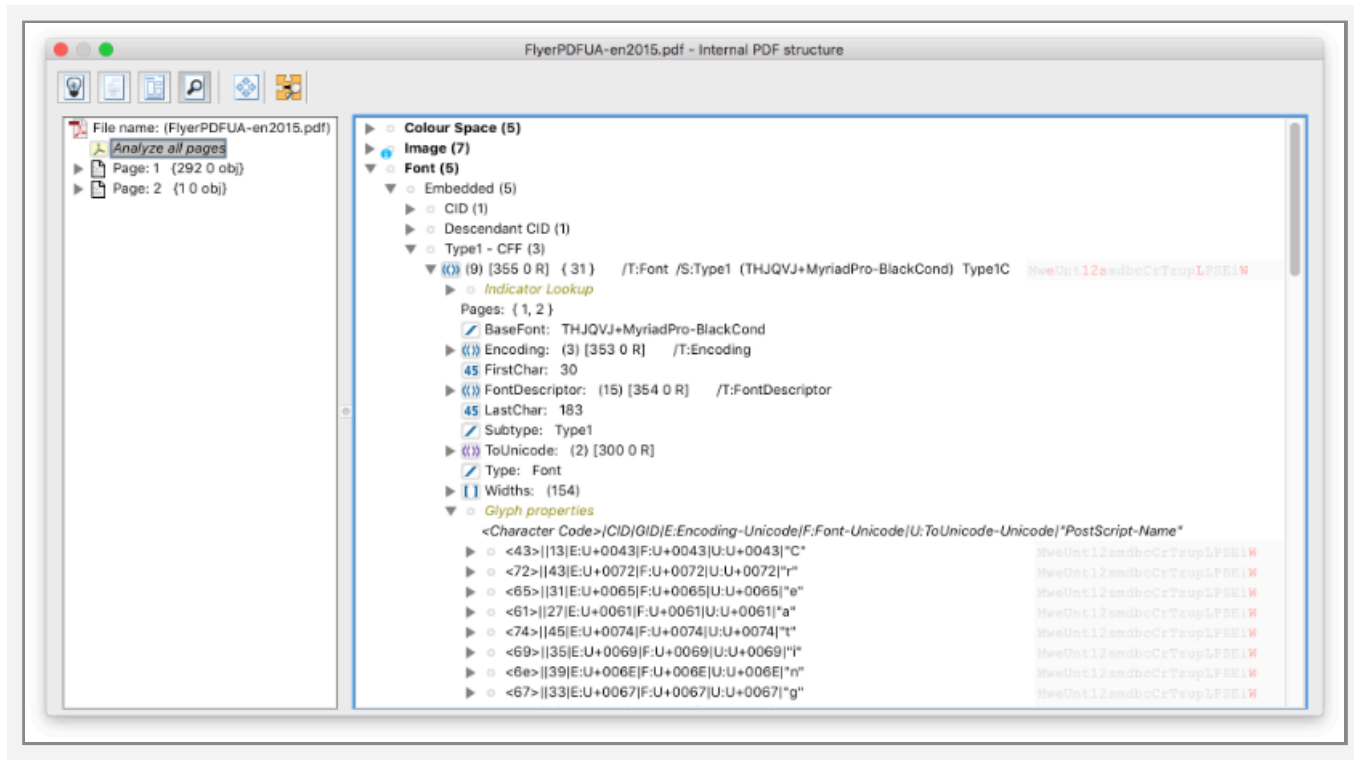 FlyerPDFUA-en2015.pdf - Internal PDF structure
File name: (FlyerPDFUA-en2015.pdf)
Analyze all pages
Page: 1 {292 0 obj}
Page: 2 {1 0 obj}
Colour Space (5)
Image (7)
Font (5)
Embedded (5)
CID (1)
Descendant CID (1)
Type1 - CFF (3)
(9) [355 0 R] { 31 } /T:Font /S:Type1 (THJQVJ+MyriadPro-BlackCond) Type1C
Indicator Lookup
Pages: { 1, 2 }
BaseFont: THJQVJ+MyriadPro-BlackCond
Encoding: (3) [353 0 R] /T:Encoding
45 FirstChar: 30
FontDescriptor: (15) [354 0 R] /T:FontDescriptor
45 LastChar: 183
Subtype: Type1
ToUnicode: (2) [300 0 R]
Type: Font
[ ] Widths: (154)
Glyph properties
<Character Code>|CID|GID|E:Encoding-Unicode|F:Font-Unicode|U:ToUnicode-Unicode|"PostScript-Name"
<43>||13|E:U+0043|F:U+0043|U:U+0043|"C"
<72>||43|E:U+0072|F:U+0072|U:U+0072|"r"
<65>||31|E:U+0065|F:U+0065|U:U+0065|"e"
<61>||27|E:U+0061|F:U+0061|U:U+0061|"a"
<74>||45|E:U+0074|F:U+0074|U:U+0074|"t"
<69>||35|E:U+0069|F:U+0069|U:U+0069|"i"
<6e>||39|E:U+006E|F:U+006E|U:U+006E|"n"
<67>||33|E:U+0067|F:U+0067|U:U+0067|"g"